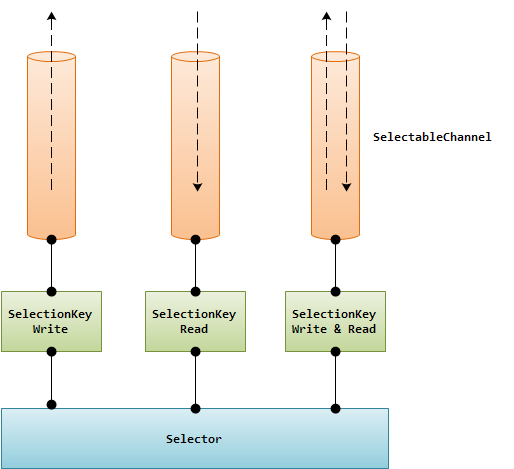 SelectableChannel
SelectionKey
Write
SelectionKey
Read
SelectionKey
Write & Read
Selector